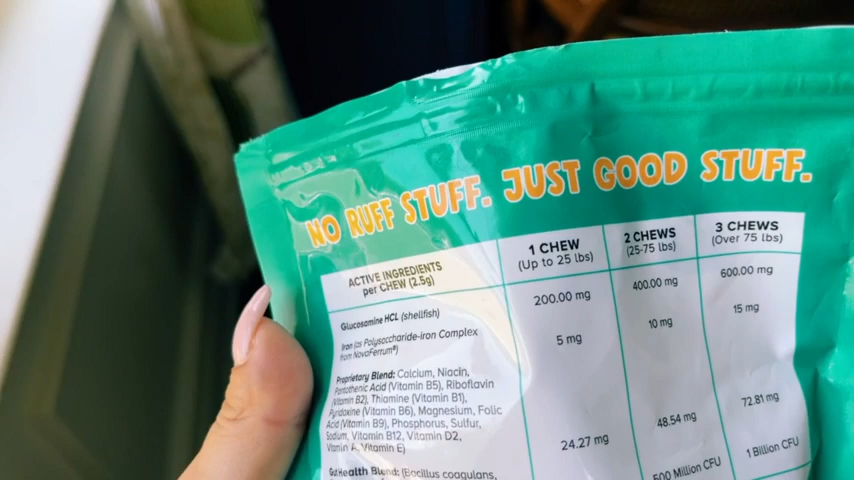 NO RUFF STUFF. JUST GOOD STUFF.
ACTIVE INGREDIENTS
per CHEW (2.5g)
1 CHEW
(Up to 25 lbs)
2 CHEWS
(25-75 lbs)
3 CHEWS
(Over 75 lbs)
Glucosamine HCL (shellfish)
200.00 mg
400.00 mg
600.00 mg
Iron (as Polysaccharide-iron Complex
from NovaFerrum®)
5 mg
10 mg
15 mg
Proprietary Blend: Calcium, Niacin,
Pantothenic Acid (Vitamin B5), Riboflavin
(Vitamin B2), Thiamine (Vitamin B1),
Pyridoxine (Vitamin B6), Magnesium, Folic
Acid (Vitamin B9), Phosphorus, Sulfur,
Sodium, Vitamin B12, Vitamin D2,
Vitamin A, Vitamin E)
24.27 mg
48.54 mg
72.81 mg
Gut Health Blend: (Bacillus coagulans,
500 Million CFU
1 Billion CFU